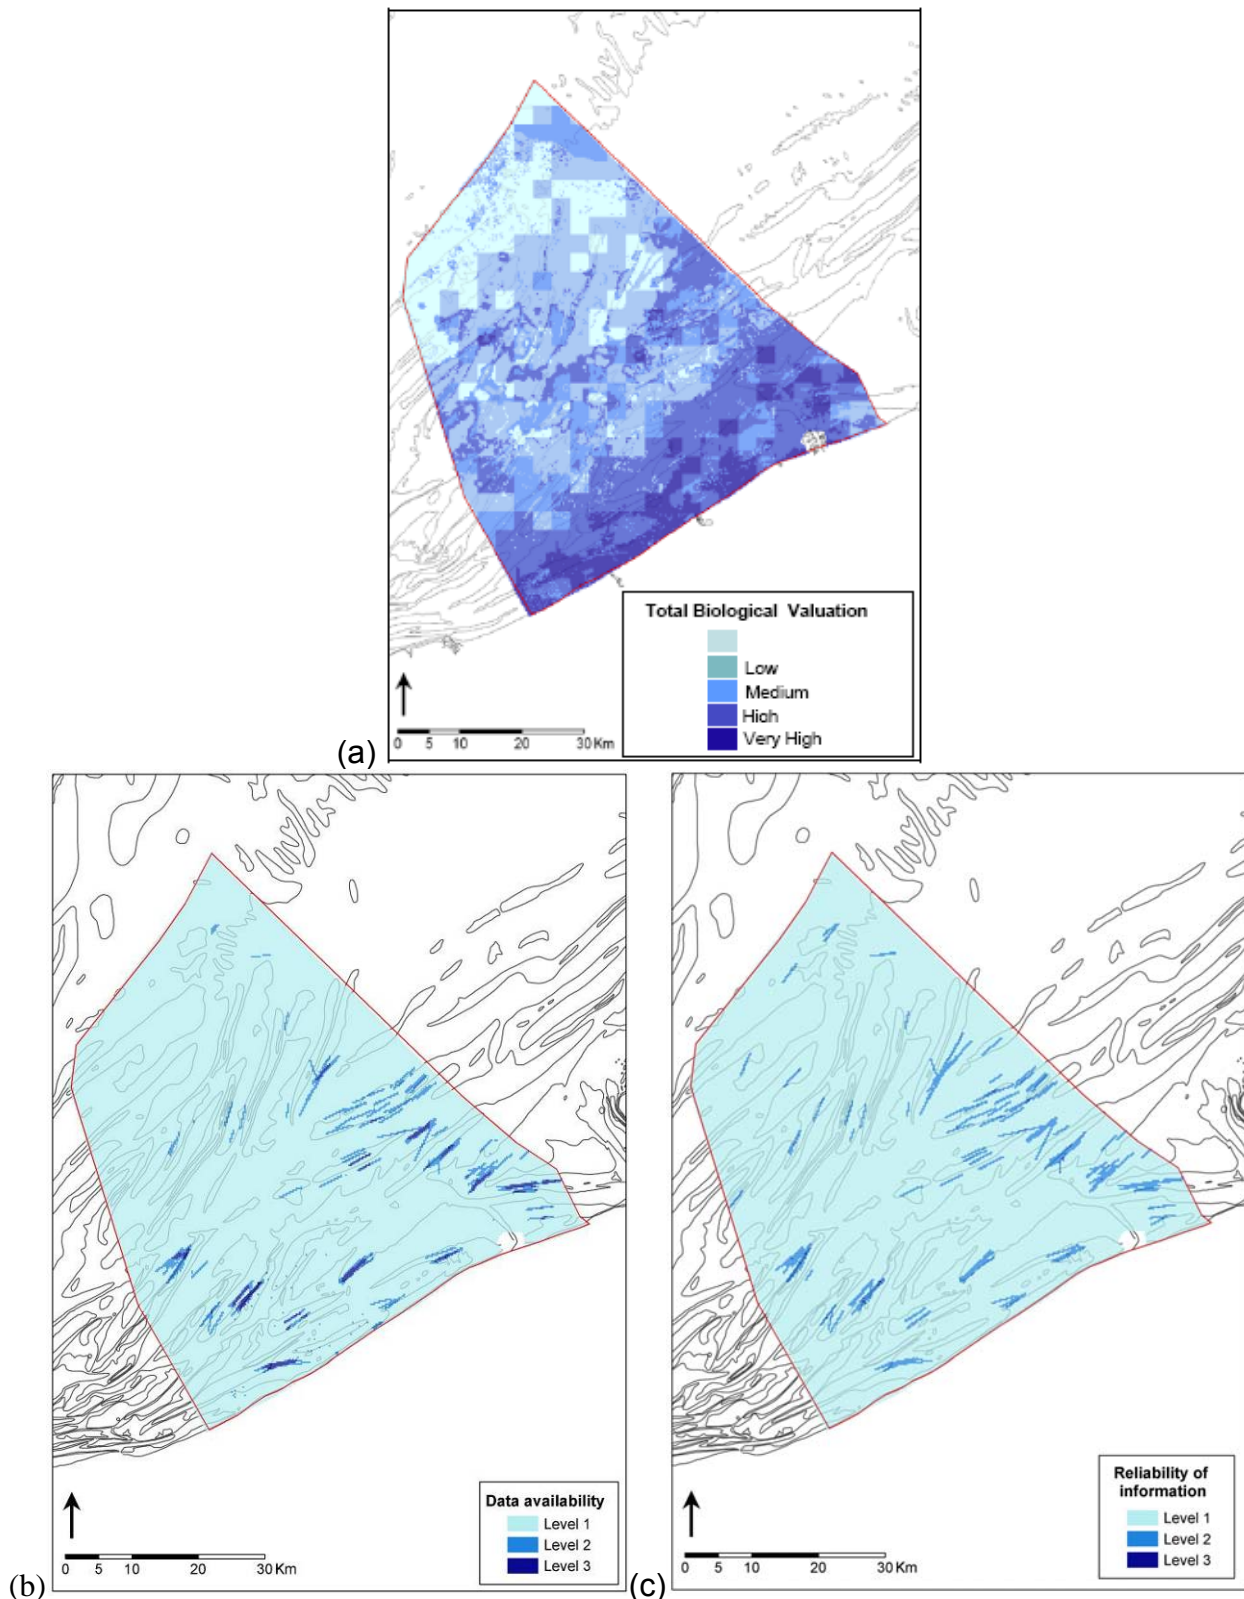 Total Biological Valuation
Low
Medium
High
Very High
0 5 10 20 30 Km
(a)
Data availability
Level 1
Level 2
Level 3
0 5 10 20 30 Km
(b)
Reliability of
information
Level 1
Level 2
Level 3
0 5 10 20 30 Km
(c)